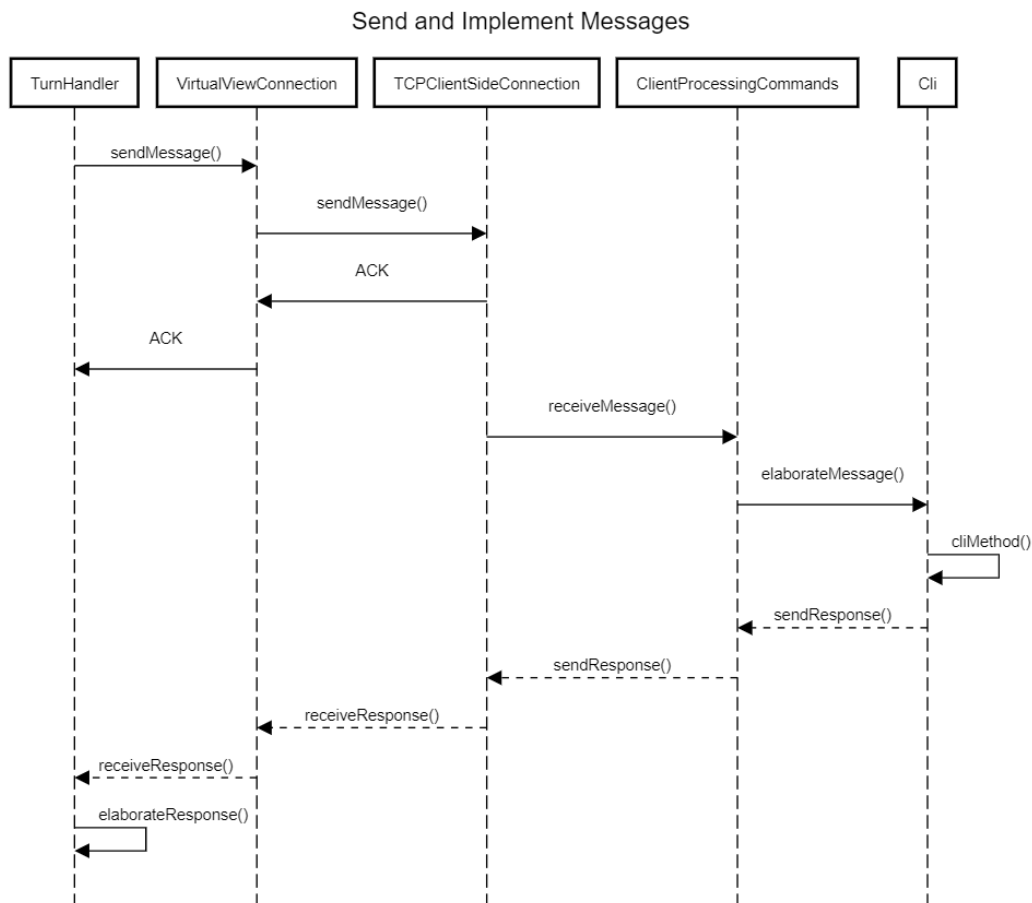 Send and Implement Messages
TurnHandler VirtualViewConnection TCPClientSideConnection ClientProcessingCommands Cli
sendMessage()
sendMessage()
ACK
ACK
receiveMessage()
elaborateMessage()
cliMethod()
sendResponse()
sendResponse()
receiveResponse()
receiveResponse()
elaborateResponse()